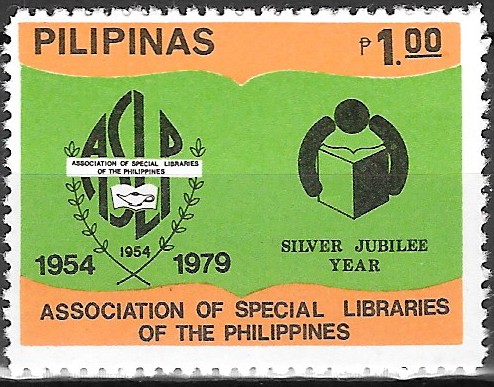 PILIPINAS
₱1.00
ASLP
ASSOCIATION OF SPECIAL LIBRARIES
OF THE PHILIPPINES
1954
1954 1979
SILVER JUBILEE
YEAR
ASSOCIATION OF SPECIAL LIBRARIES
OF THE PHILIPPINES